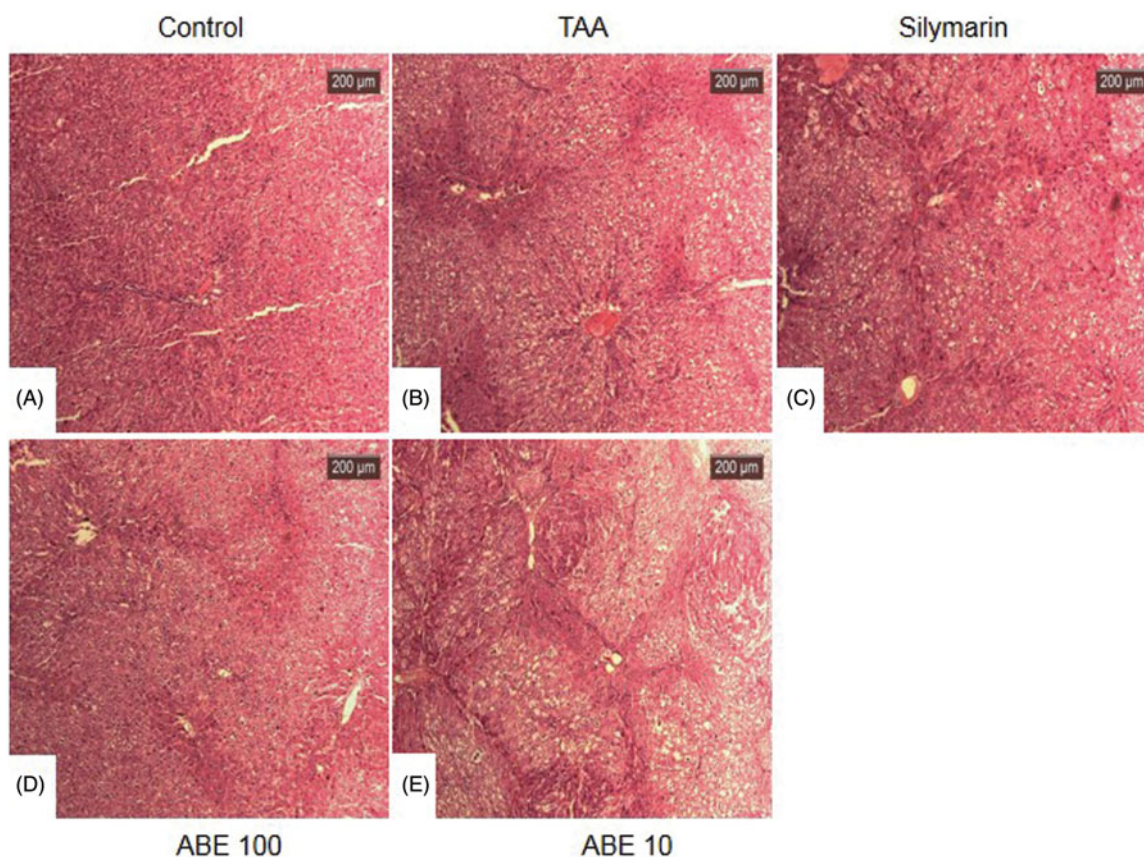 Control TAA Silymarin
200 µm 200 µm 200 µm
(A) (B) (C)
200 µm 200 µm
(D) (E)
ABE 100 ABE 10